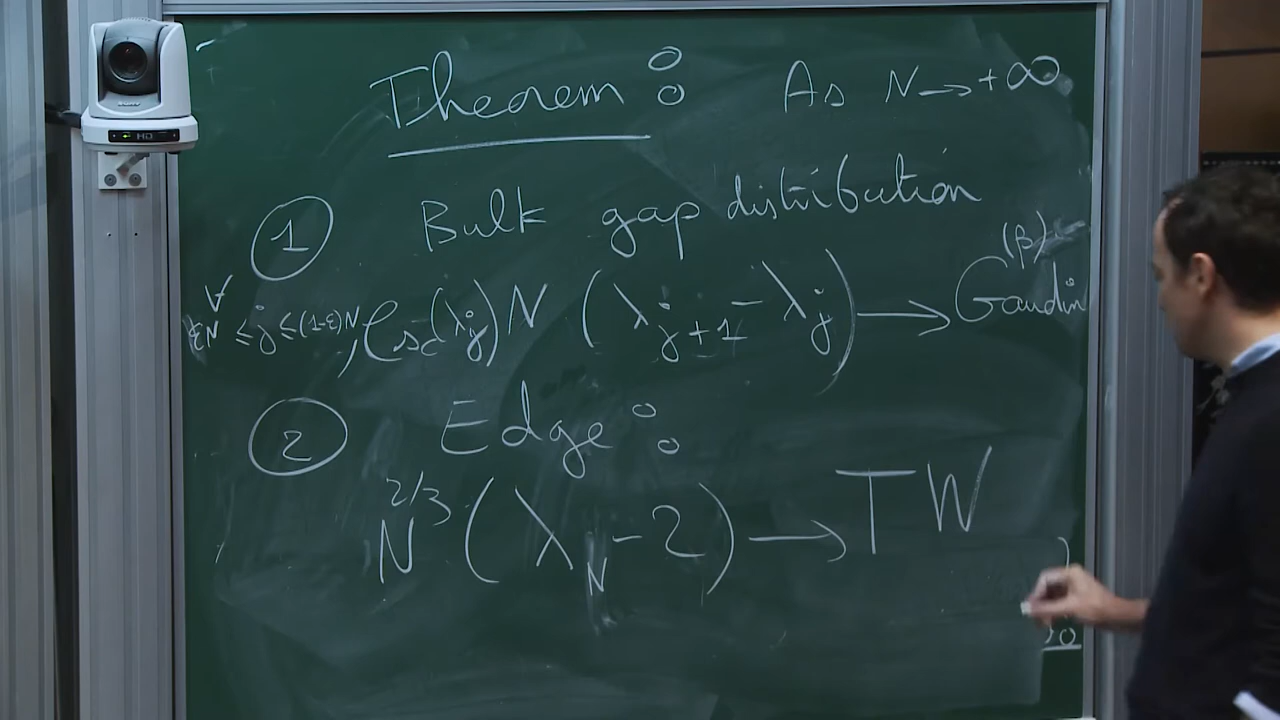 Theorem : As N → +∞
① Bulk gap distribution
∀ εN ≤ j ≤ (1-ε)N, ρsc(λj) N (λj+1 - λj) → Gaudin(β)
② Edge :
N^2/3 (λN - 2) → TW
HD